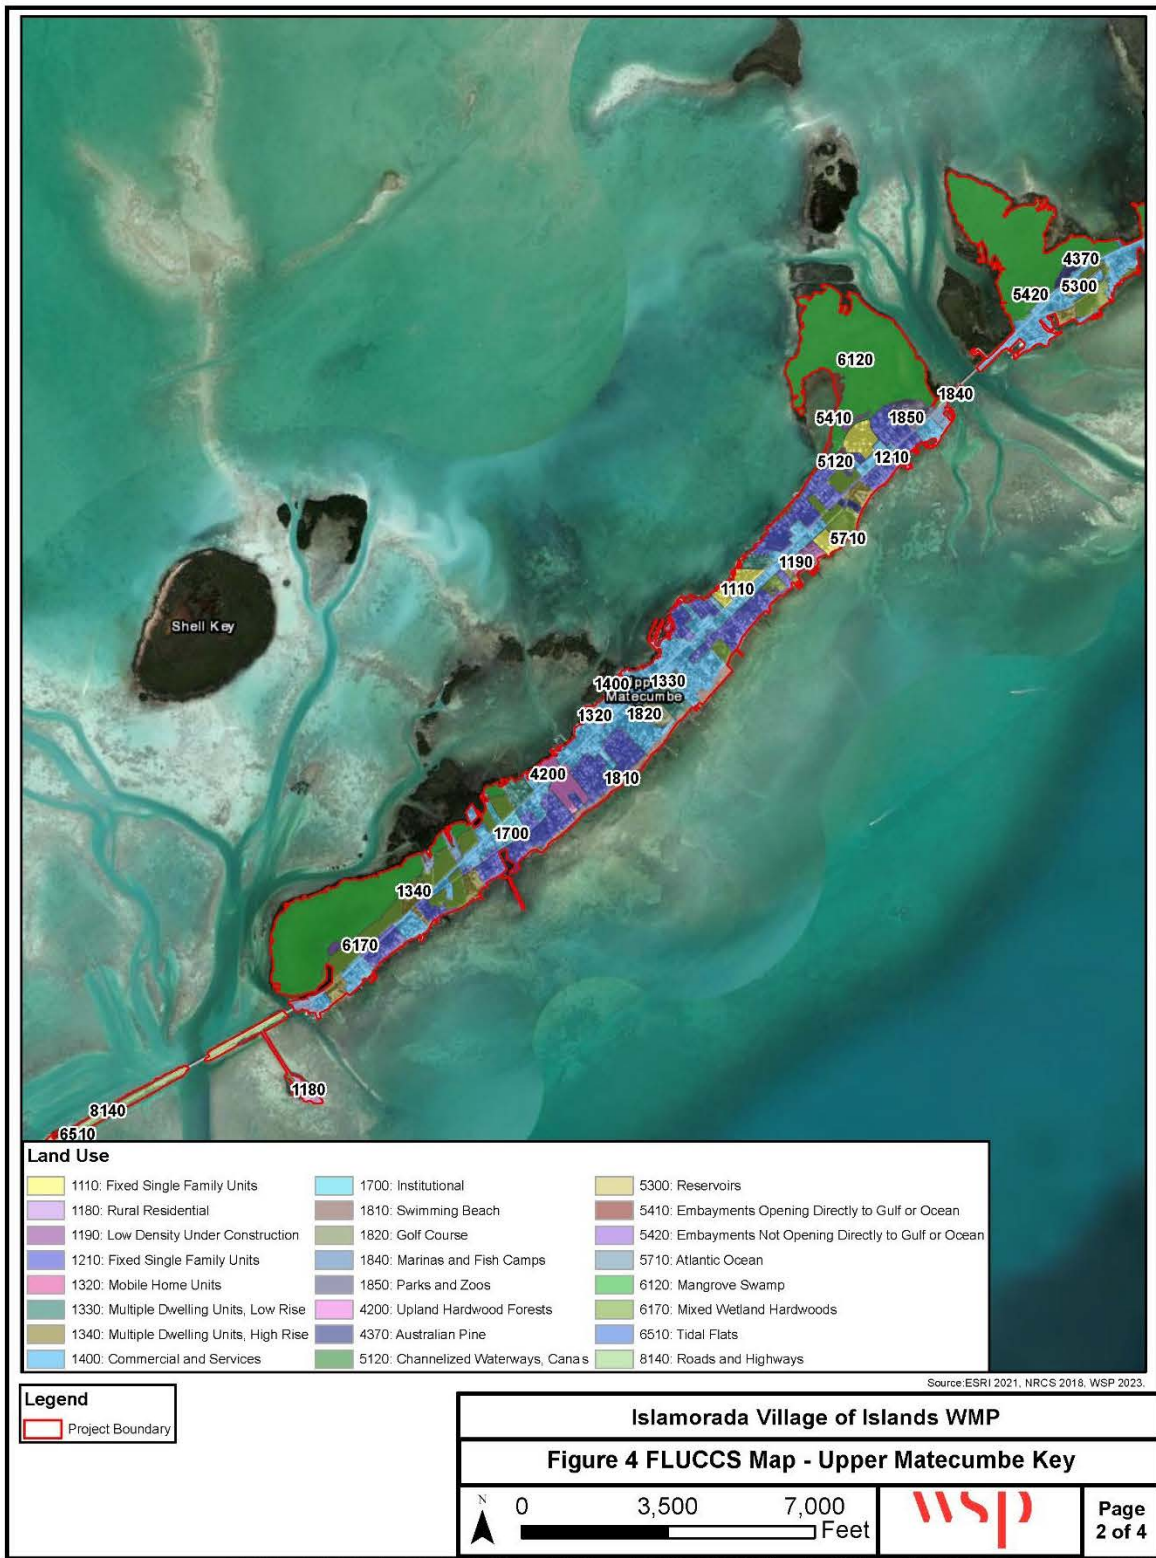 4370
5300
5420
6120
1840
5410
1850
5120
1210
5710
1190
1110
Shell Key
1400
1330
Matecumbe
1320
1820
4200
1810
1700
1340
6170
1180
8140
6510
Land Use
1110: Fixed Single Family Units
1180: Rural Residential
1190: Low Density Under Construction
1210: Fixed Single Family Units
1320: Mobile Home Units
1330: Multiple Dwelling Units, Low Rise
1340: Multiple Dwelling Units, High Rise
1400: Commercial and Services
1700: Institutional
1810: Swimming Beach
1820: Golf Course
1840: Marinas and Fish Camps
1850: Parks and Zoos
4200: Upland Hardwood Forests
4370: Australian Pine
5120: Channelized Waterways, Canals
5300: Reservoirs
5410: Embayments Opening Directly to Gulf or Ocean
5420: Embayments Not Opening Directly to Gulf or Ocean
5710: Atlantic Ocean
6120: Mangrove Swamp
6170: Mixed Wetland Hardwoods
6510: Tidal Flats
8140: Roads and Highways
Source:ESRI 2021, NRCS 2018, WSP 2023.
Legend
Project Boundary
Islamorada Village of Islands WMP
Figure 4 FLUCCS Map - Upper Matecumbe Key
N
0 3,500 7,000
Feet
wsp
Page
2 of 4